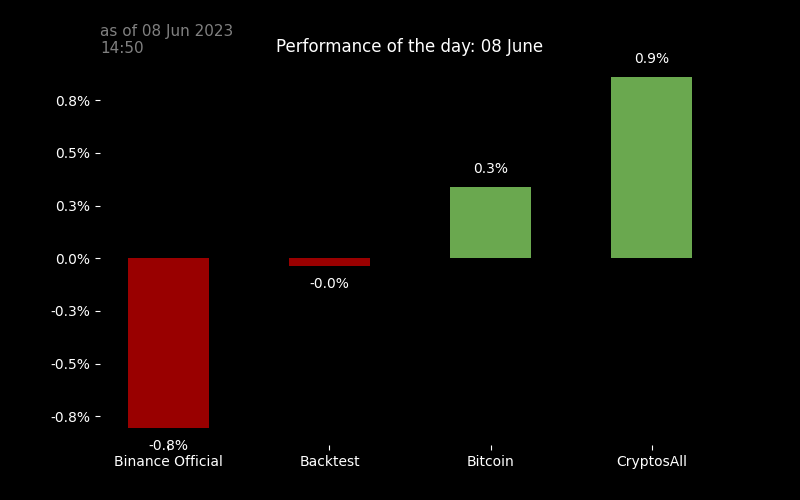 as of 08 Jun 2023
14:50
Performance of the day: 08 June
0.9%
0.8%
0.5%
0.3%
0.3%
0.0%
-0.0%
-0.3%
-0.5%
-0.8%
-0.8%
Binance Official
Backtest
Bitcoin
CryptosAll